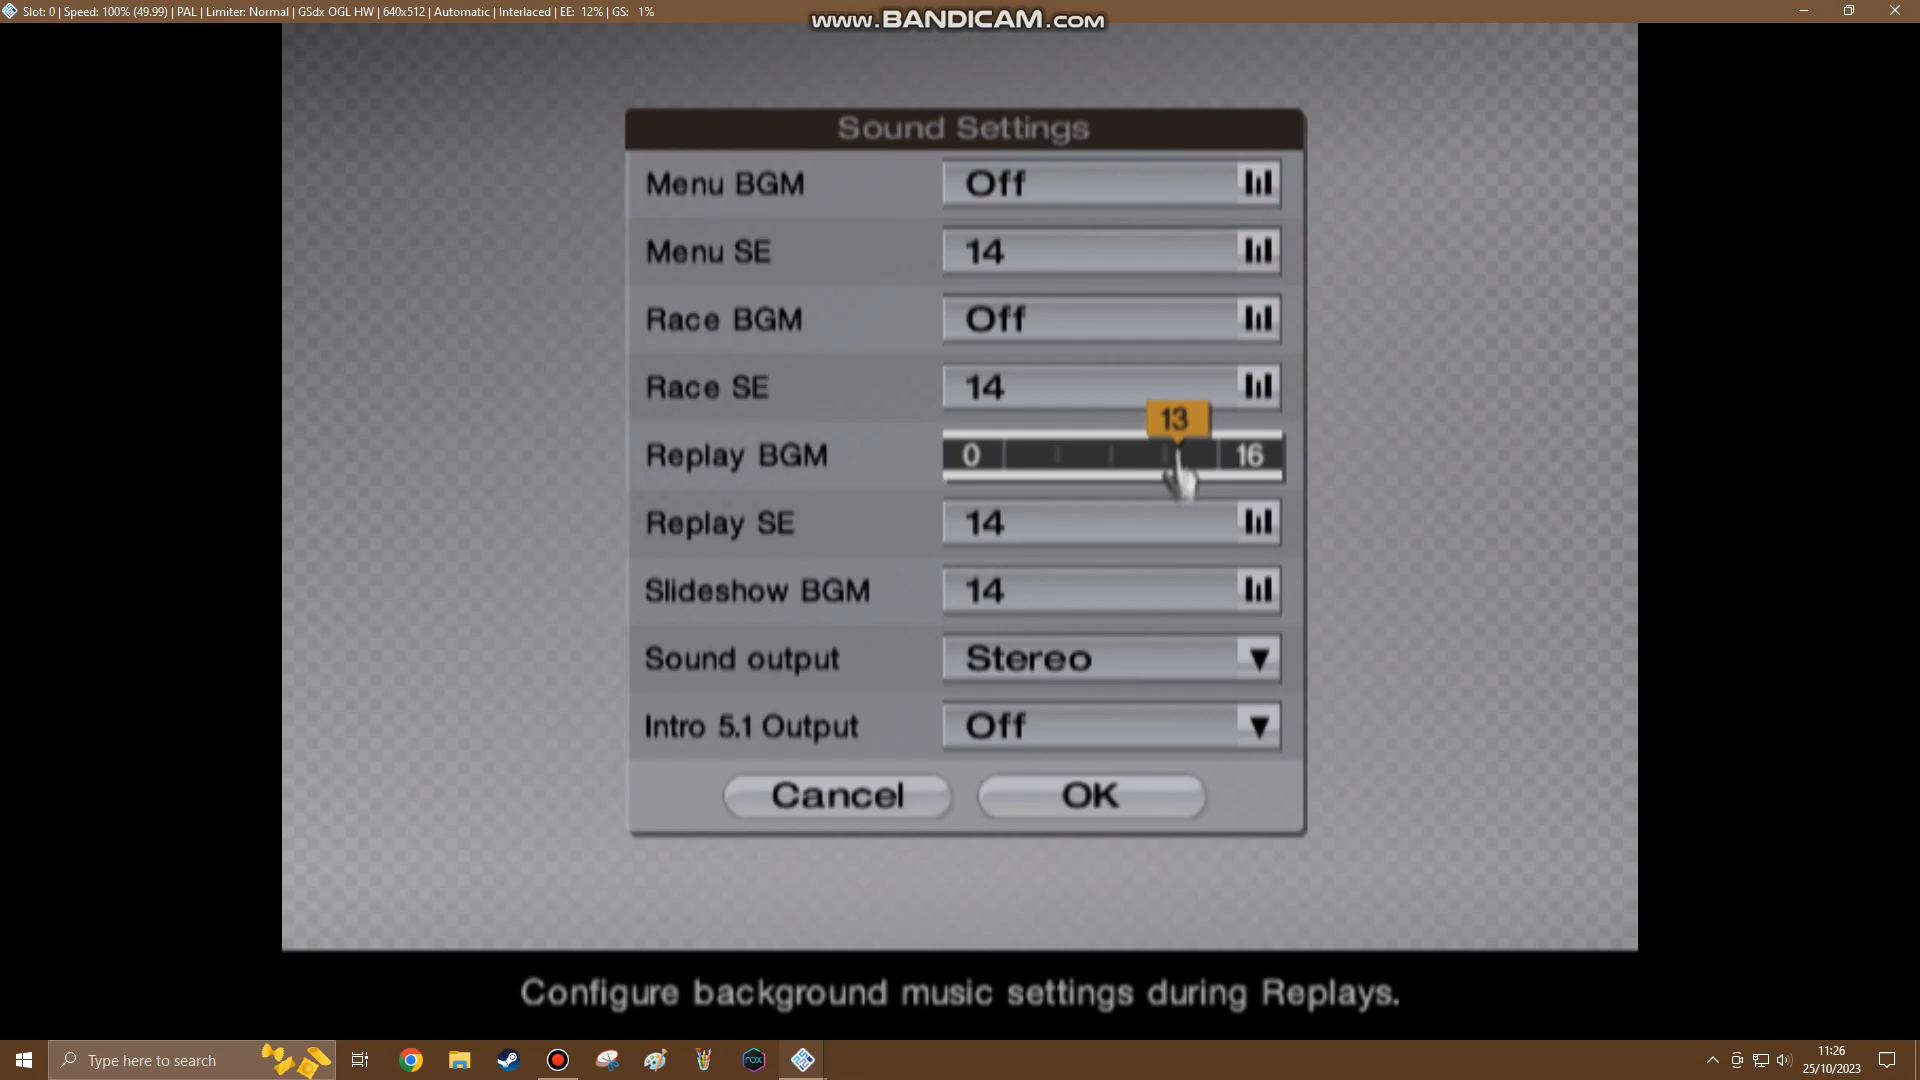 Slot: 0 | Speed: 100% (49.99) | PAL | Limiter: Normal | GSdx OGL HW | 640x512 | Automatic | Interlaced | EE: 12% | GS: 1%
www.BANDICAM.com
Sound Settings
Menu BGM Off
Menu SE 14
Race BGM Off
Race SE 14
13
Replay BGM 0 16
Replay SE 14
Slideshow BGM 14
Sound output Stereo
Intro 5.1 Output Off
Cancel OK
Configure background music settings during Replays.
Type here to search
nox
11:26
25/10/2023